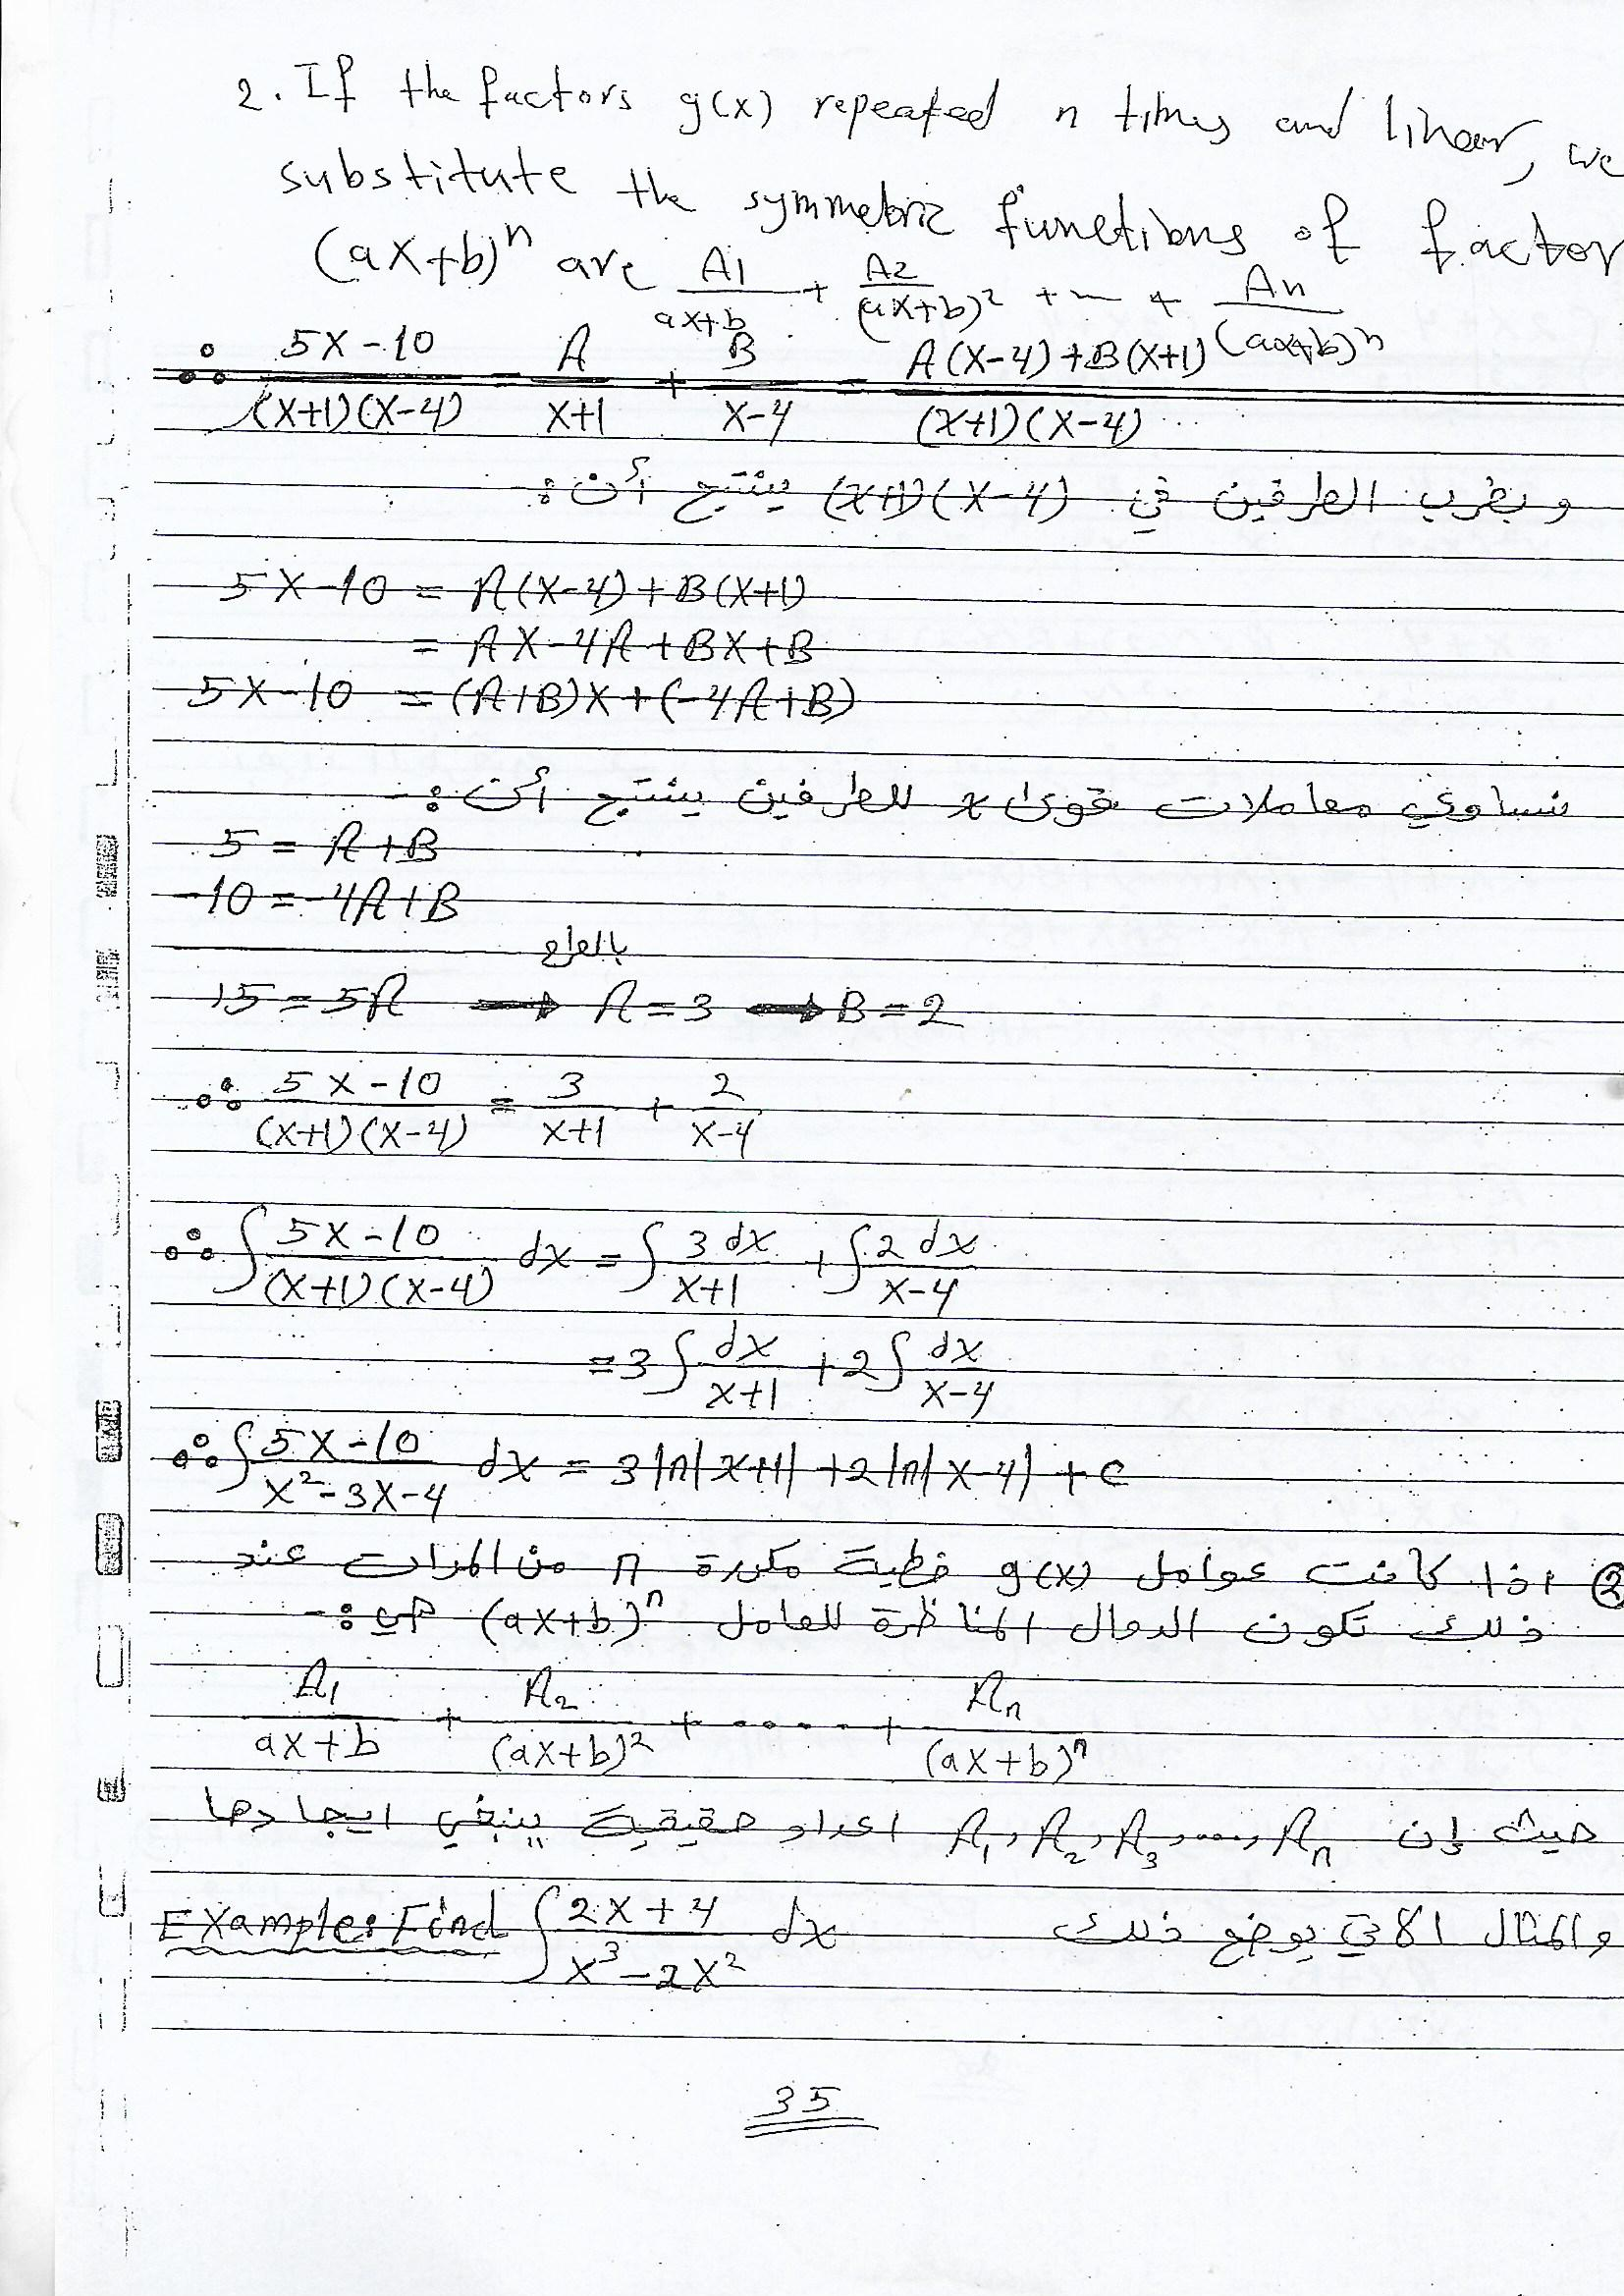 2. If the factors g(x) repeated n times and linear, we
substitute the symmetric functions of factor
(ax+b)^n are A1/(ax+b) + A2/(ax+b)^2 + --- + An/(ax+b)^n
∴ (5x-10)/((x+1)(x-4)) = A/(x+1) + B/(x-4) = (A(x-4)+B(x+1))/((x+1)(x-4))
وبضرب الطرفين في (x+1)(x-4) ينتج أن :
5x-10 = A(x-4)+B(x+1)
= Ax-4A+Bx+B
5x-10 = (A+B)x+(-4A+B)
نساوي معاملات قوى x للطرفين ينتج أن :-
5 = A+B
-10 = -4A+B
بالطرح
15 = 5A → A=3 → B=2
∴ (5x-10)/((x+1)(x-4)) = 3/(x+1) + 2/(x-4)
∴ ∫ (5x-10)/((x+1)(x-4)) dx = ∫ 3dx/(x+1) + ∫ 2dx/(x-4)
= 3∫ dx/(x+1) + 2∫ dx/(x-4)
∴ ∫ (5x-10)/(x^2-3x-4) dx = 3 ln|x+1| + 2 ln|x-4| + c
② اذا كانت عوامل g(x) خطية مكررة n من المرات عند
ذلك تكون الدوال المناظرة للعامل (ax+b)^n هي :-
A₁/(ax+b) + A₂/(ax+b)^2 + ..... + Aₙ/(ax+b)^n
حيث إن A₁, A₂, A₃, ...., Aₙ اعداد حقيقية ينبغي ايجادها
والمثال الاتي يوضح ذلك
Example: Find ∫ (2x+4)/(x^3-2x^2) dx
35